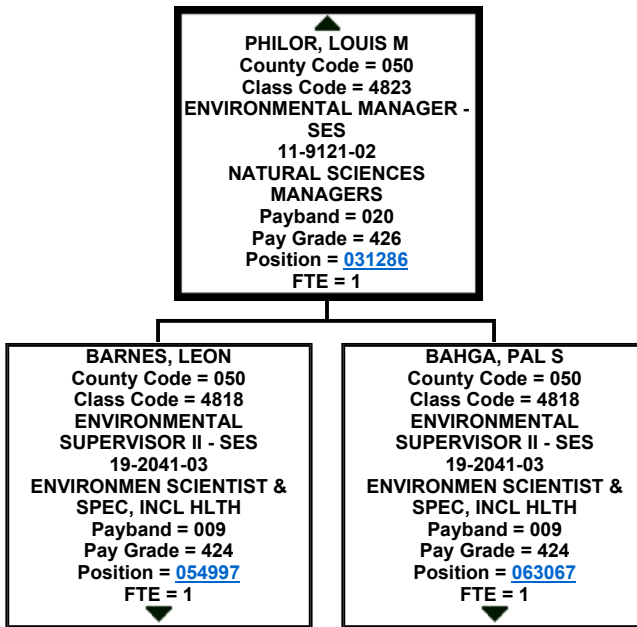 PHILOR, LOUIS M
County Code = 050
Class Code = 4823
ENVIRONMENTAL MANAGER -
SES
11-9121-02
NATURAL SCIENCES
MANAGERS
Payband = 020
Pay Grade = 426
Position = 031286
FTE = 1
BARNES, LEON
County Code = 050
Class Code = 4818
ENVIRONMENTAL
SUPERVISOR II - SES
19-2041-03
ENVIRONMEN SCIENTIST &
SPEC, INCL HLTH
Payband = 009
Pay Grade = 424
Position = 054997
FTE = 1
BAHGA, PAL S
County Code = 050
Class Code = 4818
ENVIRONMENTAL
SUPERVISOR II - SES
19-2041-03
ENVIRONMEN SCIENTIST &
SPEC, INCL HLTH
Payband = 009
Pay Grade = 424
Position = 063067
FTE = 1